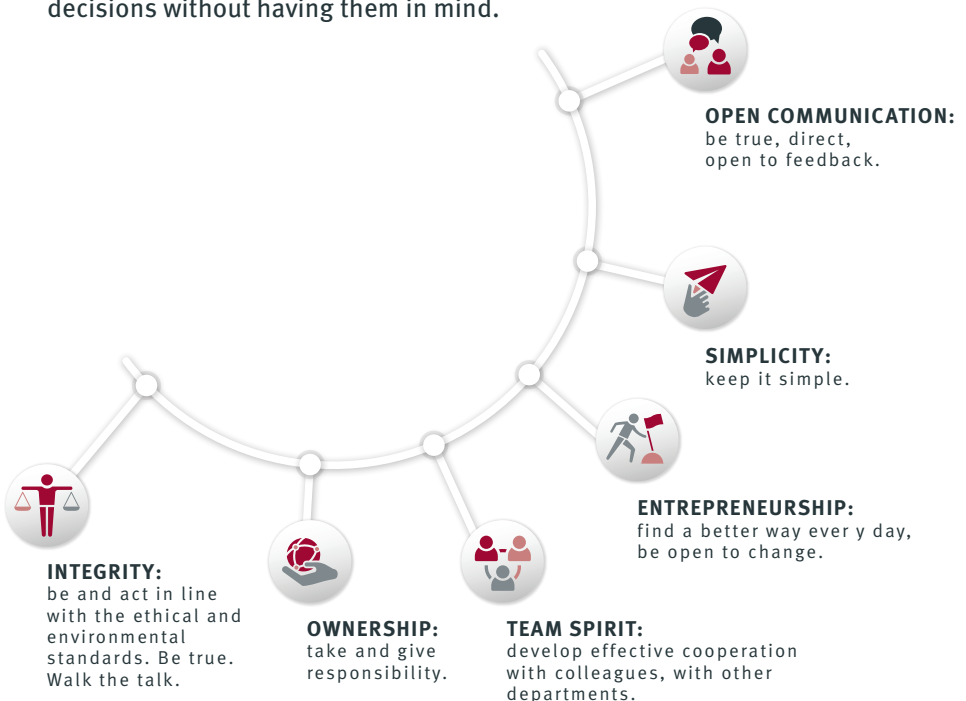 decisions without having them in mind.
OPEN COMMUNICATION:
be true, direct,
open to feedback.
SIMPLICITY:
keep it simple.
ENTREPRENEURSHIP:
find a better way ever y day,
be open to change.
INTEGRITY:
be and act in line
with the ethical and
environmental
standards. Be true.
Walk the talk.
OWNERSHIP:
take and give
responsibility.
TEAM SPIRIT:
develop effective cooperation
with colleagues, with other
departments.